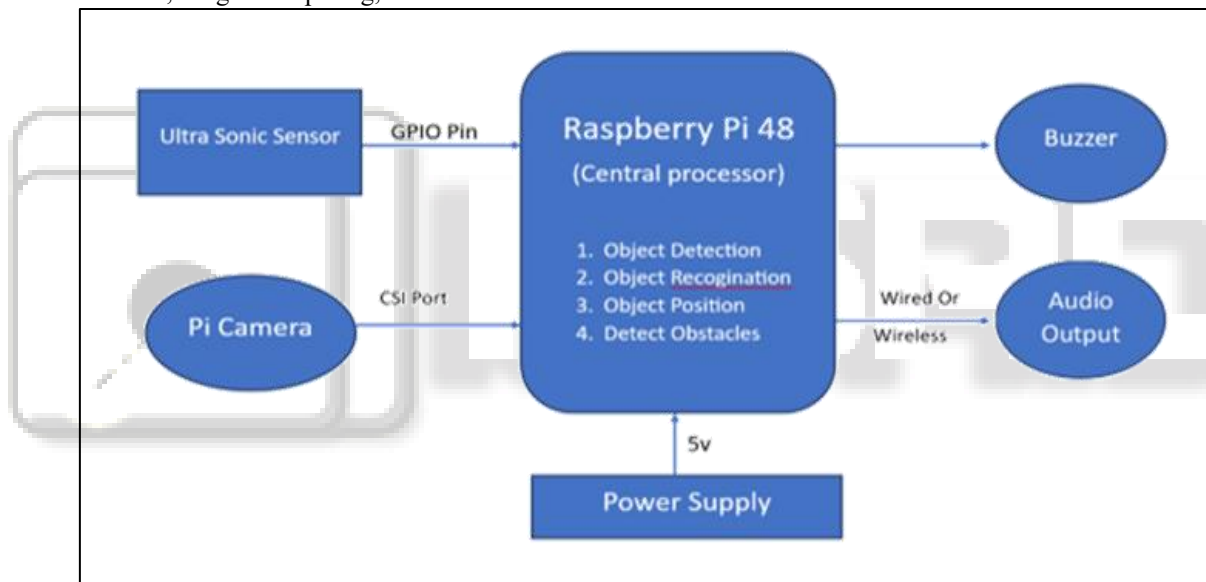 Ultra Sonic Sensor
GPIO Pin
Raspberry Pi 48
(Central processor)
1. Object Detection
2. Object Recogination
3. Object Position
4. Detect Obstacles
Buzzer
Pi Camera
CSI Port
Wired Or
Wireless
Audio
Output
5v
Power Supply